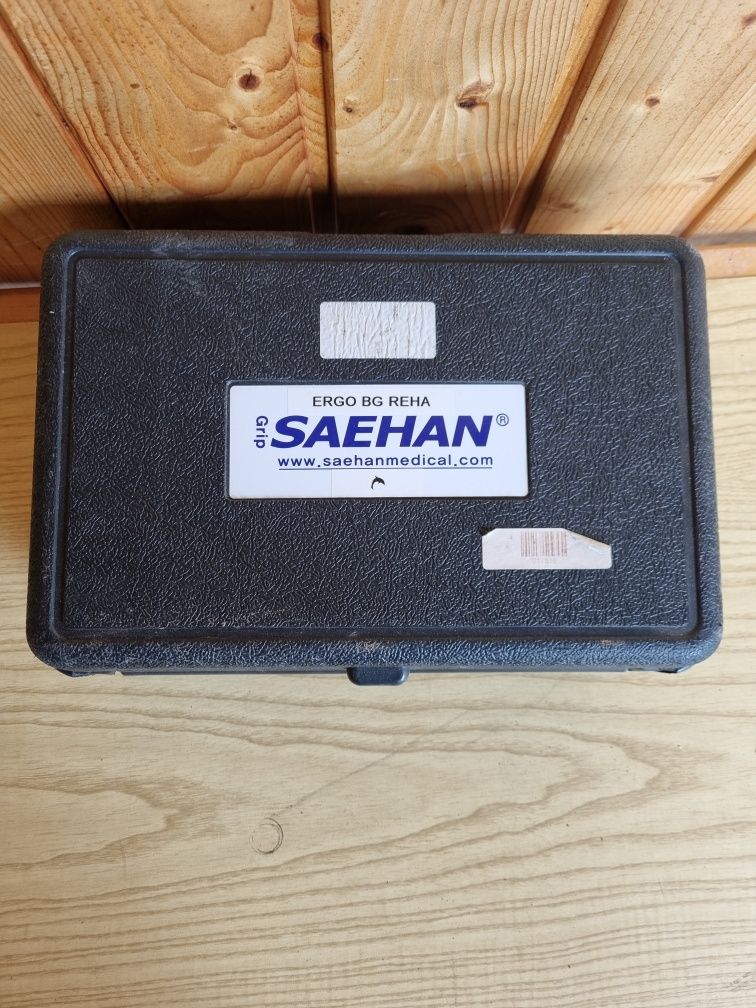 ERGO BG REHA
Grip SAEHAN®
www.saehanmedical.com